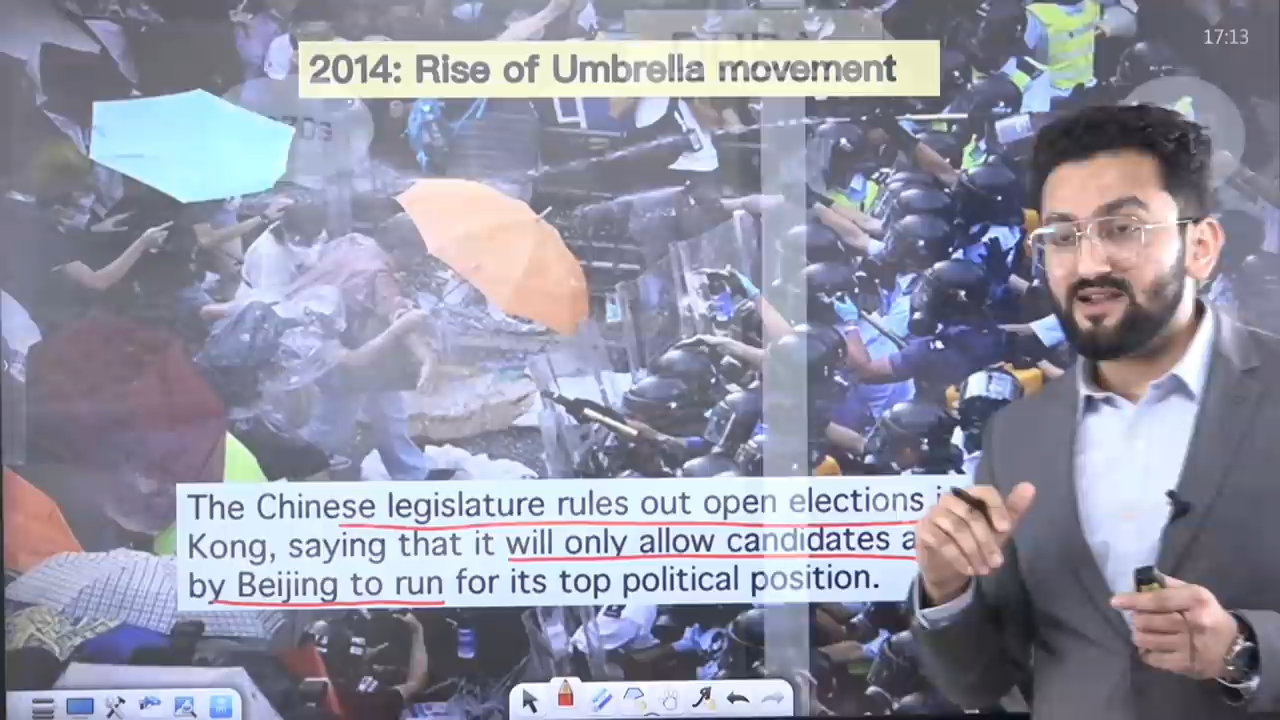 17:13
2014: Rise of Umbrella movement
The Chinese legislature rules out open elections
Kong, saying that it will only allow candidates a
by Beijing to run for its top political position.